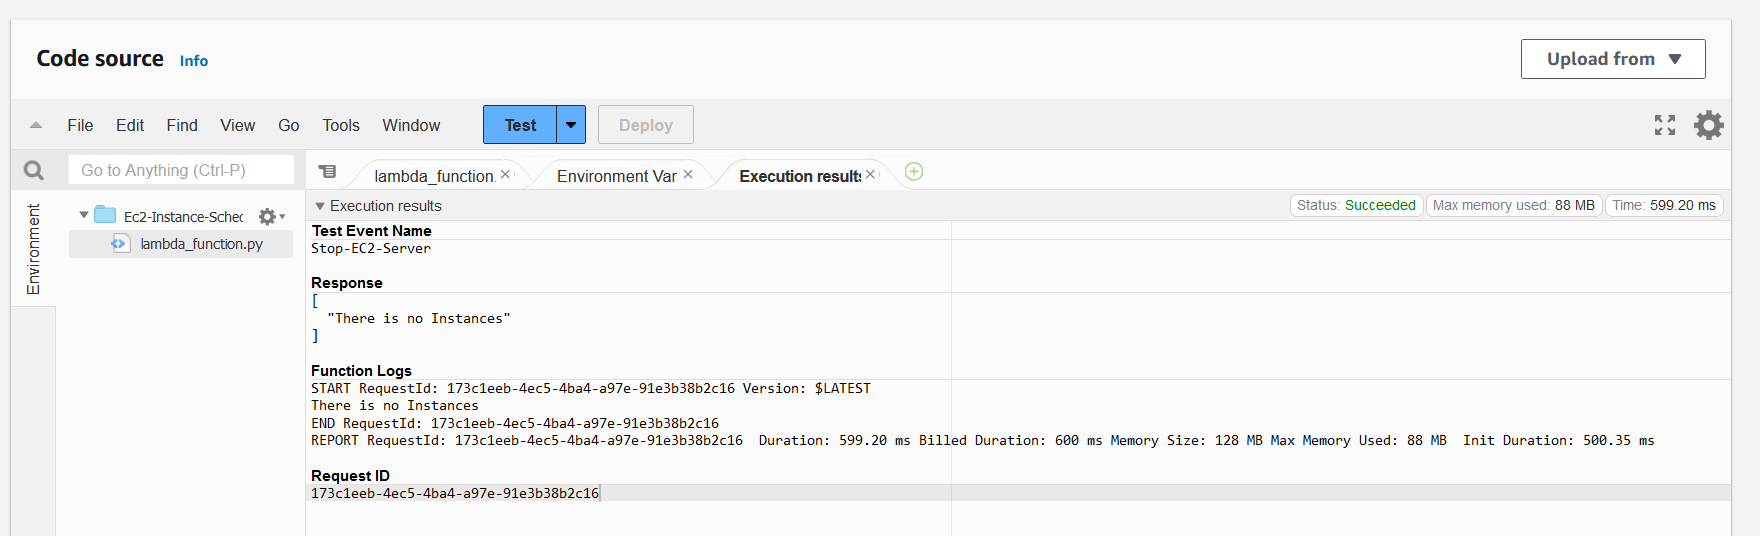 Code source Info
Upload from
File Edit Find View Go Tools Window Test Deploy
Go to Anything (Ctrl-P)
lambda_function. Environment Var Execution results
Environment
Ec2-Instance-Sched
lambda_function.py
Execution results Status: Succeeded Max memory used: 88 MB Time: 599.20 ms
Test Event Name
Stop-EC2-Server
Response
[
"There is no Instances"
]
Function Logs
START RequestId: 173c1eeb-4ec5-4ba4-a97e-91e3b38b2c16 Version: $LATEST
There is no Instances
END RequestId: 173c1eeb-4ec5-4ba4-a97e-91e3b38b2c16
REPORT RequestId: 173c1eeb-4ec5-4ba4-a97e-91e3b38b2c16 Duration: 599.20 ms Billed Duration: 600 ms Memory Size: 128 MB Max Memory Used: 88 MB Init Duration: 500.35 ms
Request ID
173c1eeb-4ec5-4ba4-a97e-91e3b38b2c16